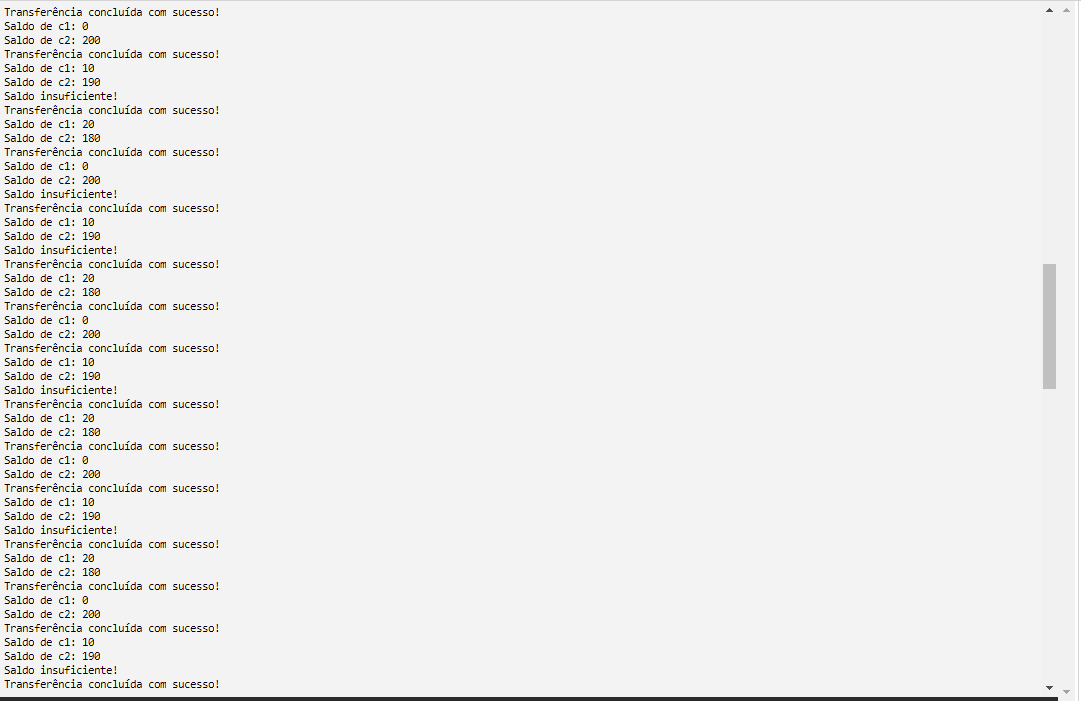 Transferência concluída com sucesso!
Saldo de c1: 0
Saldo de c2: 200
Transferência concluída com sucesso!
Saldo de c1: 10
Saldo de c2: 190
Saldo insuficiente!
Transferência concluída com sucesso!
Saldo de c1: 20
Saldo de c2: 180
Transferência concluída com sucesso!
Saldo de c1: 0
Saldo de c2: 200
Saldo insuficiente!
Transferência concluída com sucesso!
Saldo de c1: 10
Saldo de c2: 190
Saldo insuficiente!
Transferência concluída com sucesso!
Saldo de c1: 20
Saldo de c2: 180
Transferência concluída com sucesso!
Saldo de c1: 0
Saldo de c2: 200
Transferência concluída com sucesso!
Saldo de c1: 10
Saldo de c2: 190
Saldo insuficiente!
Transferência concluída com sucesso!
Saldo de c1: 20
Saldo de c2: 180
Transferência concluída com sucesso!
Saldo de c1: 0
Saldo de c2: 200
Transferência concluída com sucesso!
Saldo de c1: 10
Saldo de c2: 190
Saldo insuficiente!
Transferência concluída com sucesso!
Saldo de c1: 20
Saldo de c2: 180
Transferência concluída com sucesso!
Saldo de c1: 0
Saldo de c2: 200
Transferência concluída com sucesso!
Saldo de c1: 10
Saldo de c2: 190
Saldo insuficiente!
Transferência concluída com sucesso!